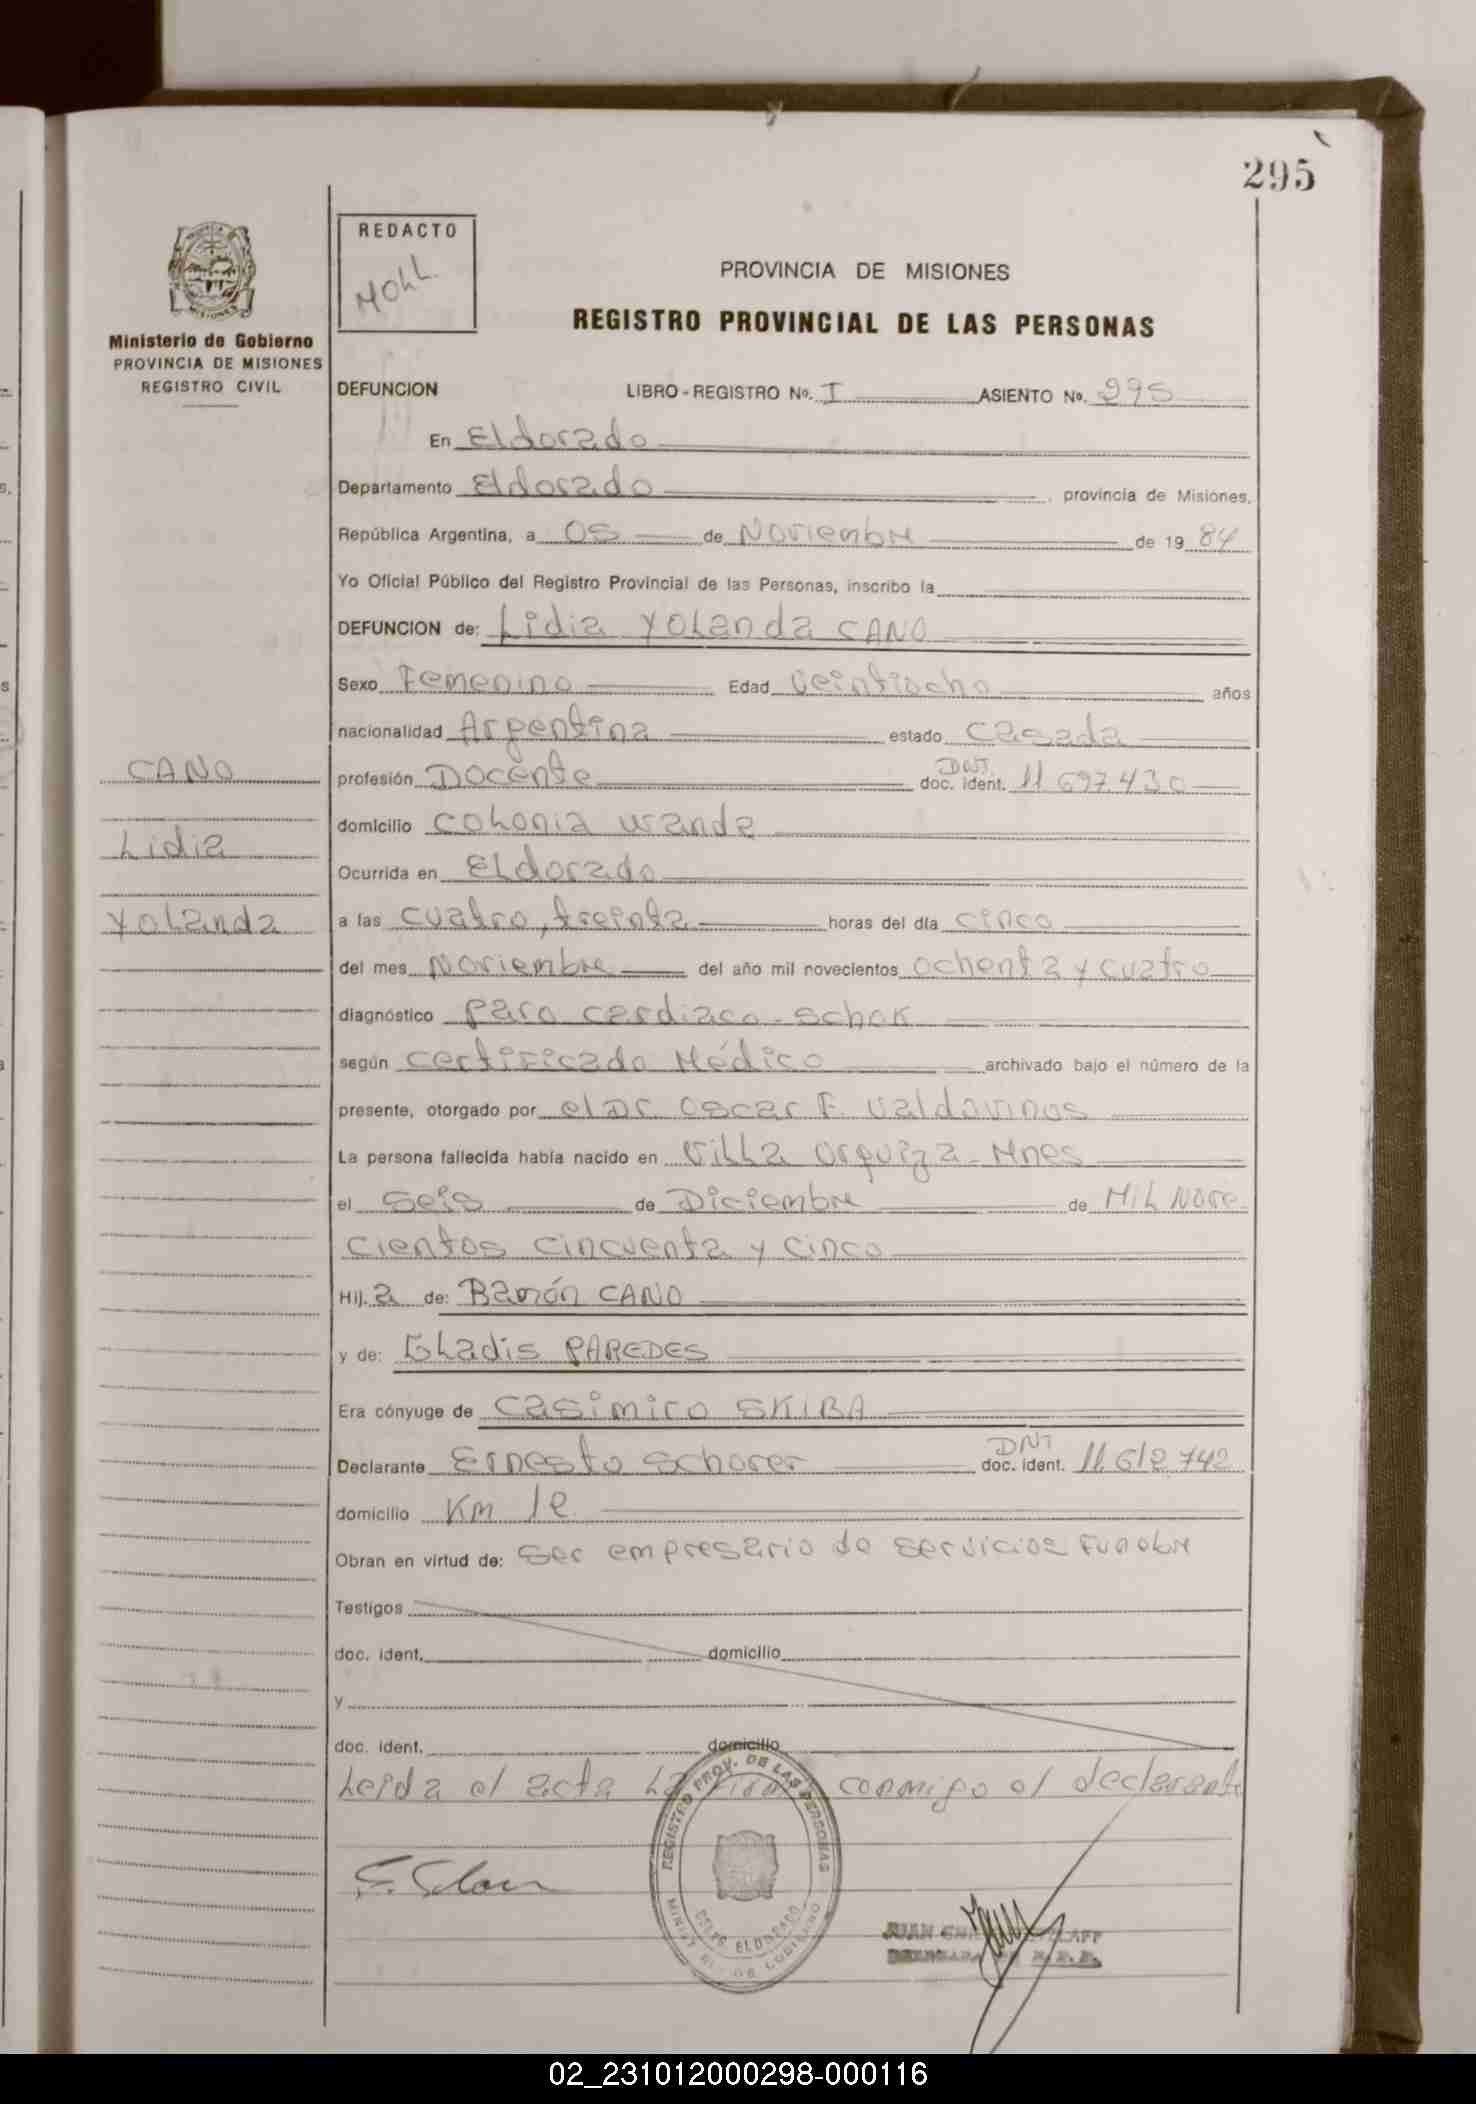 295
REDACTO
MOLL
Ministerio de Gobierno
PROVINCIA DE MISIONES
REGISTRO CIVIL
PROVINCIA DE MISIONES
REGISTRO PROVINCIAL DE LAS PERSONAS
DEFUNCION LIBRO - REGISTRO No. I ASIENTO No. 295
En Eldorado
Departamento Eldorado, provincia de Misiones,
República Argentina, a 05 de Noviembre de 19 84
Yo Oficial Público del Registro Provincial de las Personas, inscribo la
DEFUNCION de: Lidia Yolanda CANO
Sexo Femenino Edad veintiocho años
nacionalidad Argentina estado casada
CANO
Lidia
Yolanda
profesión Docente DNI doc. ident. 11 697.430
domicilio colonia Wanda
Ocurrida en Eldorado
a las cuatro, treinta horas del día cinco
del mes Noviembre del año mil novecientos ochenta y cuatro
diagnóstico paro cardiaco - schok
según certificado Médico archivado bajo el número de la
presente, otorgado por el Dr. Oscar F. Valdovinos
La persona fallecida había nacido en Villa Urquiza - Mnes
el seis de Diciembre de Mil Nove
cientos cincuenta y cinco
Hij.a de: Ramón CANO
y de: Gladis PAREDES
Era cónyuge de Casimiro SKIBA
Declarante Ernesto Schorer DNI doc. ident. 11.612.742
domicilio Km
Obran en virtud de: ser empresario de servicios Funebre
Testigos
doc. ident. domicilio
y
doc. ident. domicilio
Leida el acta La Firma conmigo el declarante
REGISTRO PROV. DE LAS PERSONAS
DELEG. ELDORADO
JUAN
02_231012000298-000116